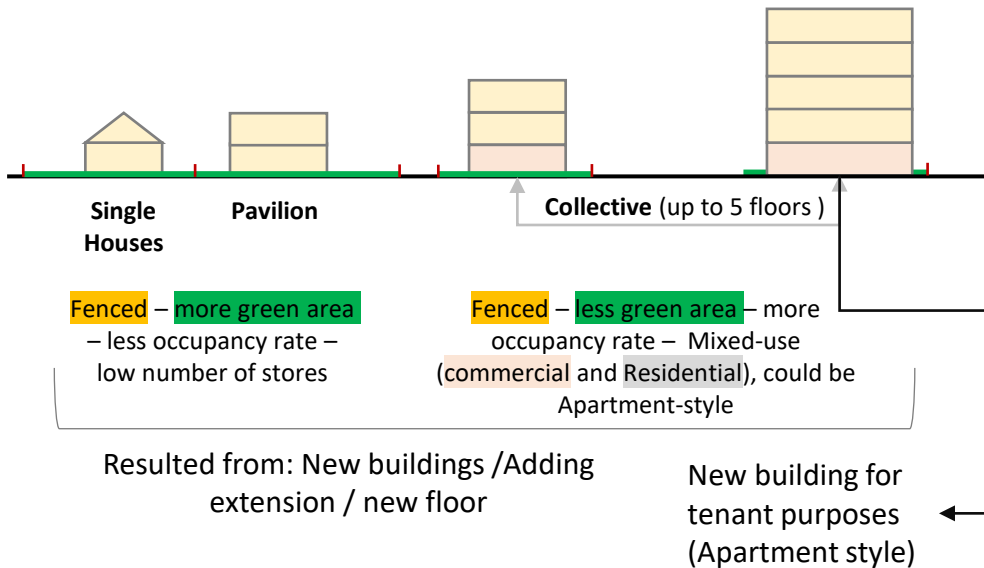 Single
Houses
Pavilion
Collective (up to 5 floors )
Fenced – more green area
– less occupancy rate –
low number of stores
Fenced – less green area – more
occupancy rate – Mixed-use
(commercial and Residential), could be
Apartment-style
Resulted from: New buildings /Adding
extension / new floor
New building for
tenant purposes
(Apartment style)